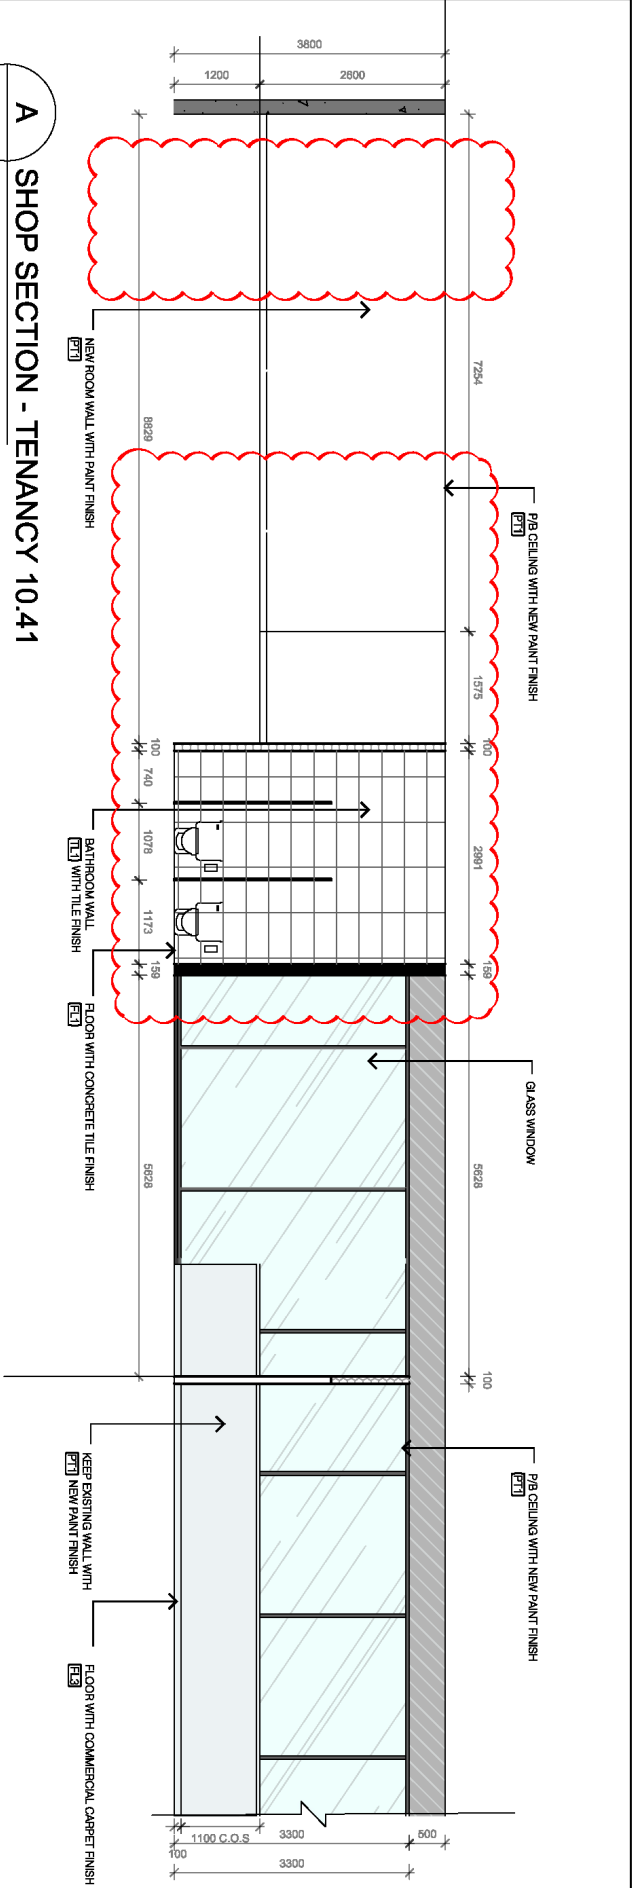 3800
1200
2800
7254
1575
100
2991
159
5628
100
P/B CEILING WITH NEW PAINT FINISH
PT1
GLASS WINDOW
P/B CEILING WITH NEW PAINT FINISH
PT1
8829
100
740
1078
1173
159
5628
NEW ROOM WALL WITH PAINT FINISH
PT1
BATHROOM WALL
TL1 WITH TILE FINISH
FLOOR WITH CONCRETE TILE FINISH
FL1
KEEP EXISTING WALL WITH
PT1 NEW PAINT FINISH
FLOOR WITH COMMERCIAL CARPET FINISH
FL3
500
3300
1100 C.O.S
100
3300
A
SHOP SECTION - TENANCY 10.41